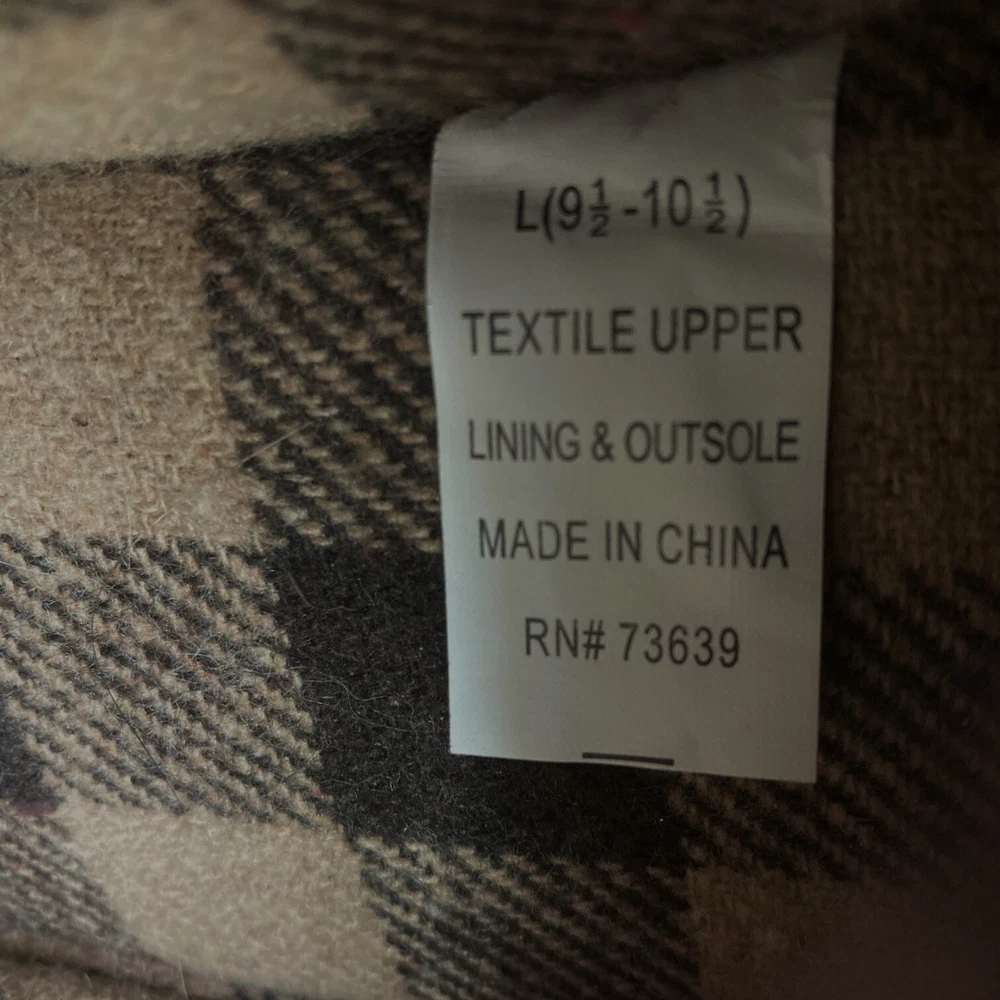 L(9½-10½)
TEXTILE UPPER
LINING & OUTSOLE
MADE IN CHINA
RN# 73639